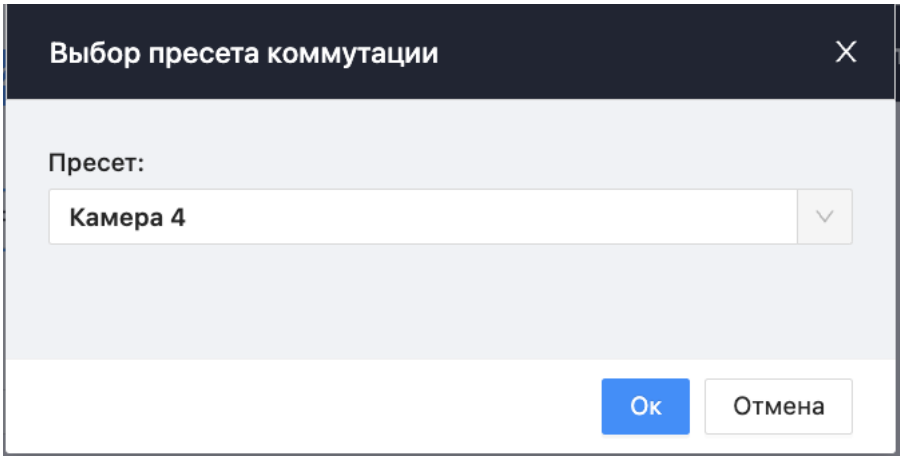 Выбор пресета коммутации
Пресет:
Камера 4
Ок
Отмена